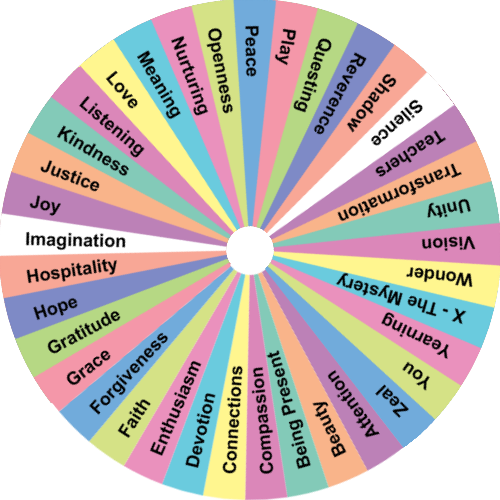 Attention
Beauty
Being Present
Compassion
Connections
Devotion
Enthusiasm
Faith
Forgiveness
Grace
Gratitude
Hope
Hospitality
Imagination
Joy
Justice
Kindness
Listening
Love
Meaning
Nurturing
Openness
Peace
Play
Questing
Reverence
Shadow
Silence
Teachers
Transformation
Unity
Vision
Wonder
X - The Mystery
Yearning
You
Zeal